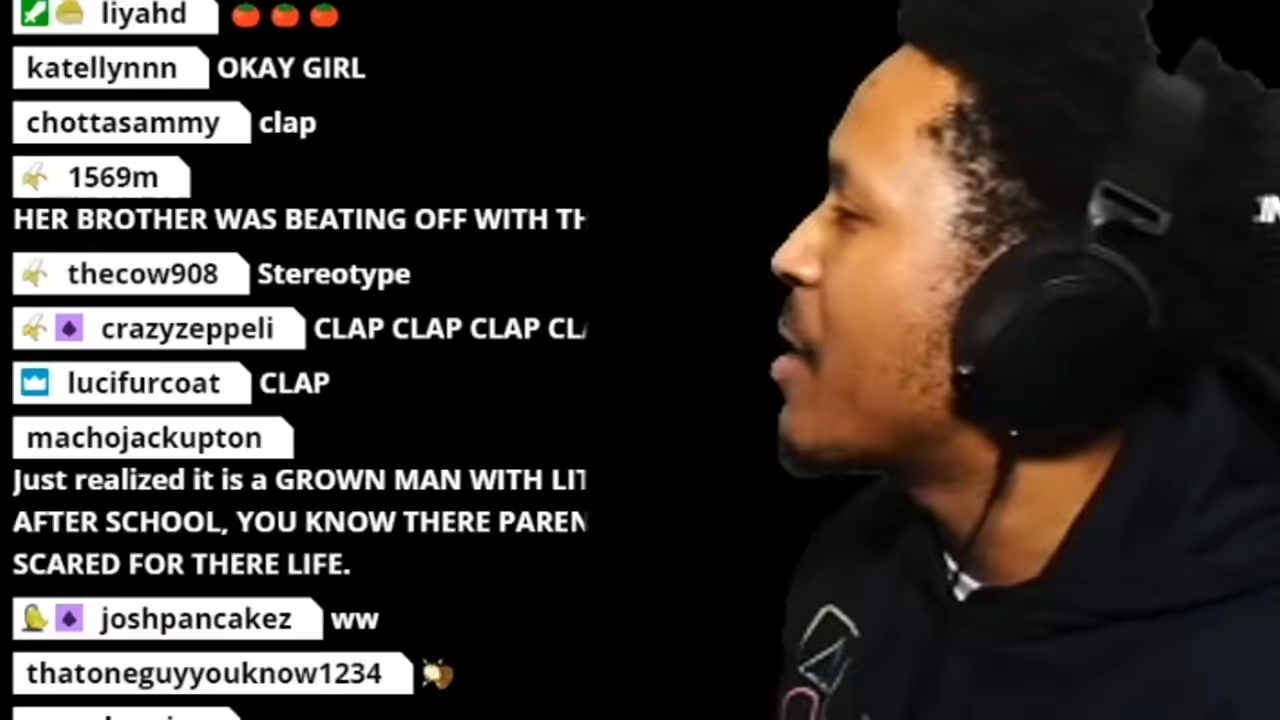 liyahd
katellynnn OKAY GIRL
chottasammy clap
1569m
HER BROTHER WAS BEATING OFF WITH
thecow908 Stereotype
crazyzeppeli CLAP CLAP CLAP
lucifurcoat CLAP
machojackupton
Just realized it is a GROWN MAN WITH
AFTER SCHOOL, YOU KNOW THERE
SCARED FOR THERE LIFE.
joshpancakez ww
thatoneguyyouknow1234